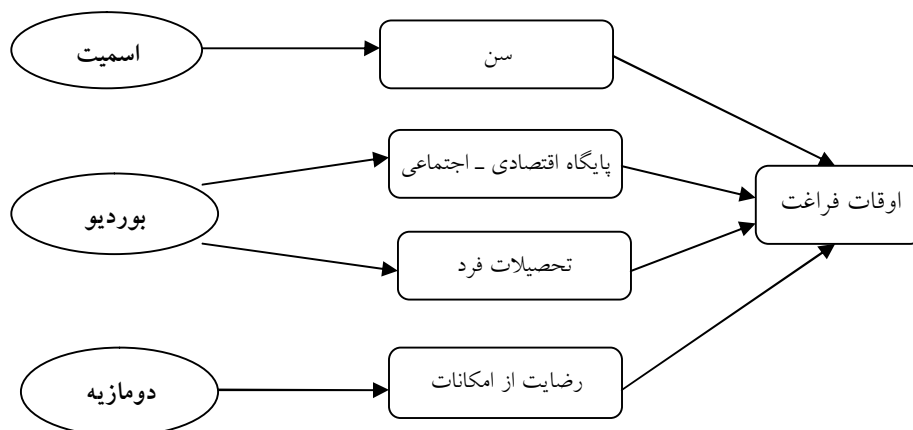 اسمیت
سن
پایگاه اقتصادی ـ اجتماعی
بوردیو
اوقات فراغت
تحصیلات فرد
رضایت از امکانات
دومازیه